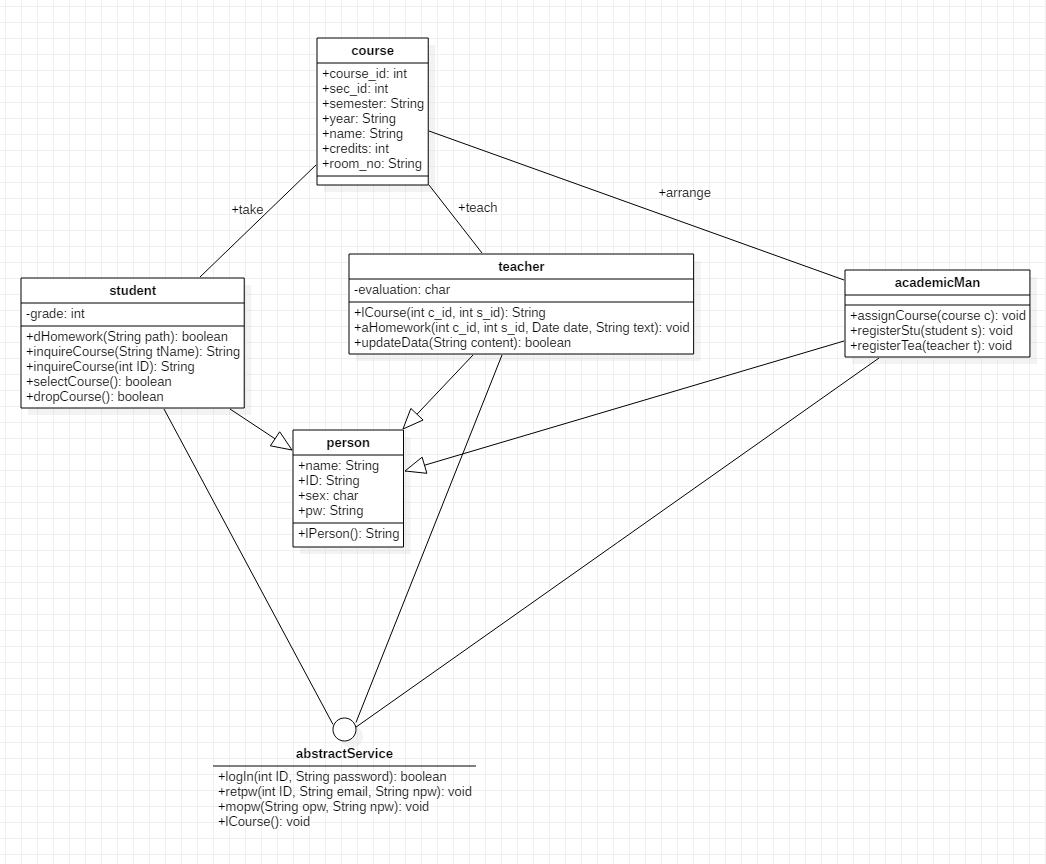 course
+course_id: int
+sec_id: int
+semester: String
+year: String
+name: String
+credits: int
+room_no: String
+take
+teach
+arrange
student
-grade: int
+dHomework(String path): boolean
+inquireCourse(String tName): String
+inquireCourse(int ID): String
+selectCourse(): boolean
+dropCourse(): boolean
teacher
-evaluation: char
+lCourse(int c_id, int s_id): String
+aHomework(int c_id, int s_id, Date date, String text): void
+updateData(String content): boolean
academicMan
+assignCourse(course c): void
+registerStu(student s): void
+registerTea(teacher t): void
person
+name: String
+ID: String
+sex: char
+pw: String
+lPerson(): String
abstractService
+logIn(int ID, String password): boolean
+retpw(int ID, String email, String npw): void
+mopw(String opw, String npw): void
+lCourse(): void